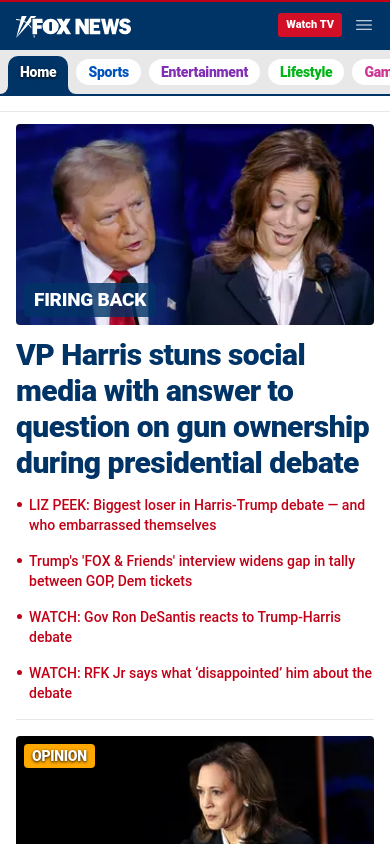 FOX NEWS
Watch TV
Home
Sports
Entertainment
Lifestyle
Gam
FIRING BACK
VP Harris stuns social
media with answer to
question on gun ownership
during presidential debate
• LIZ PEEK: Biggest loser in Harris-Trump debate — and
who embarrassed themselves
• Trump's 'FOX & Friends' interview widens gap in tally
between GOP, Dem tickets
• WATCH: Gov Ron DeSantis reacts to Trump-Harris
debate
• WATCH: RFK Jr says what ‘disappointed’ him about the
debate
OPINION